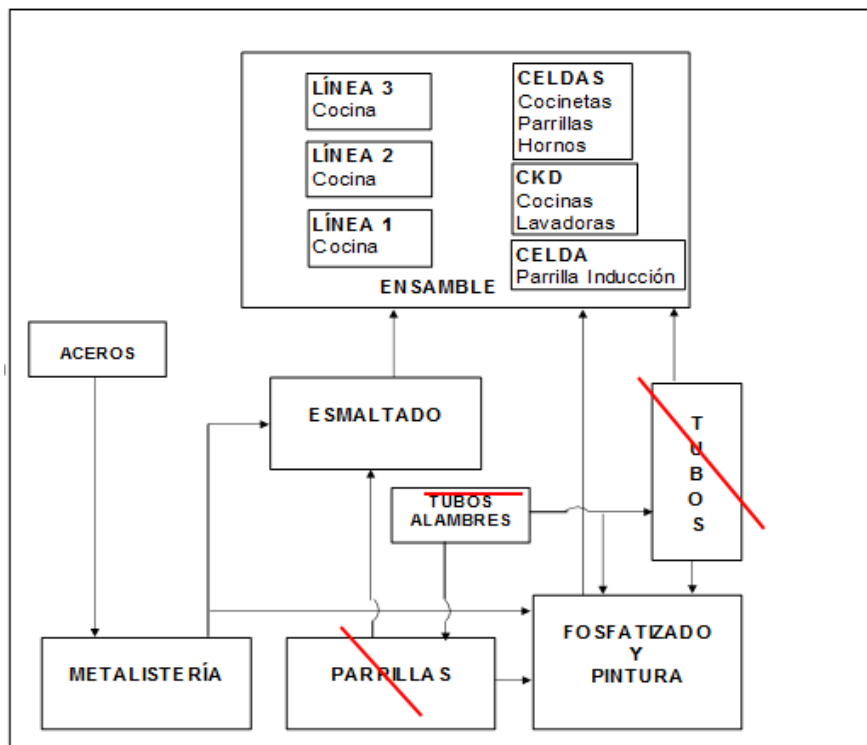 LÍNEA 3
Cocina
LÍNEA 2
Cocina
LÍNEA 1
Cocina
CELDAS
Cocinetas
Parrillas
Hornos
CKD
Cocinas
Lavadoras
CELDA
Parrilla Inducción
ENSAMBLE
ACEROS
ESMALTADO
TUBOS
ALAMBRES
TUBOS
METALISTERÍA
PARRILLAS
FOSFATIZADO
Y
PINTURA